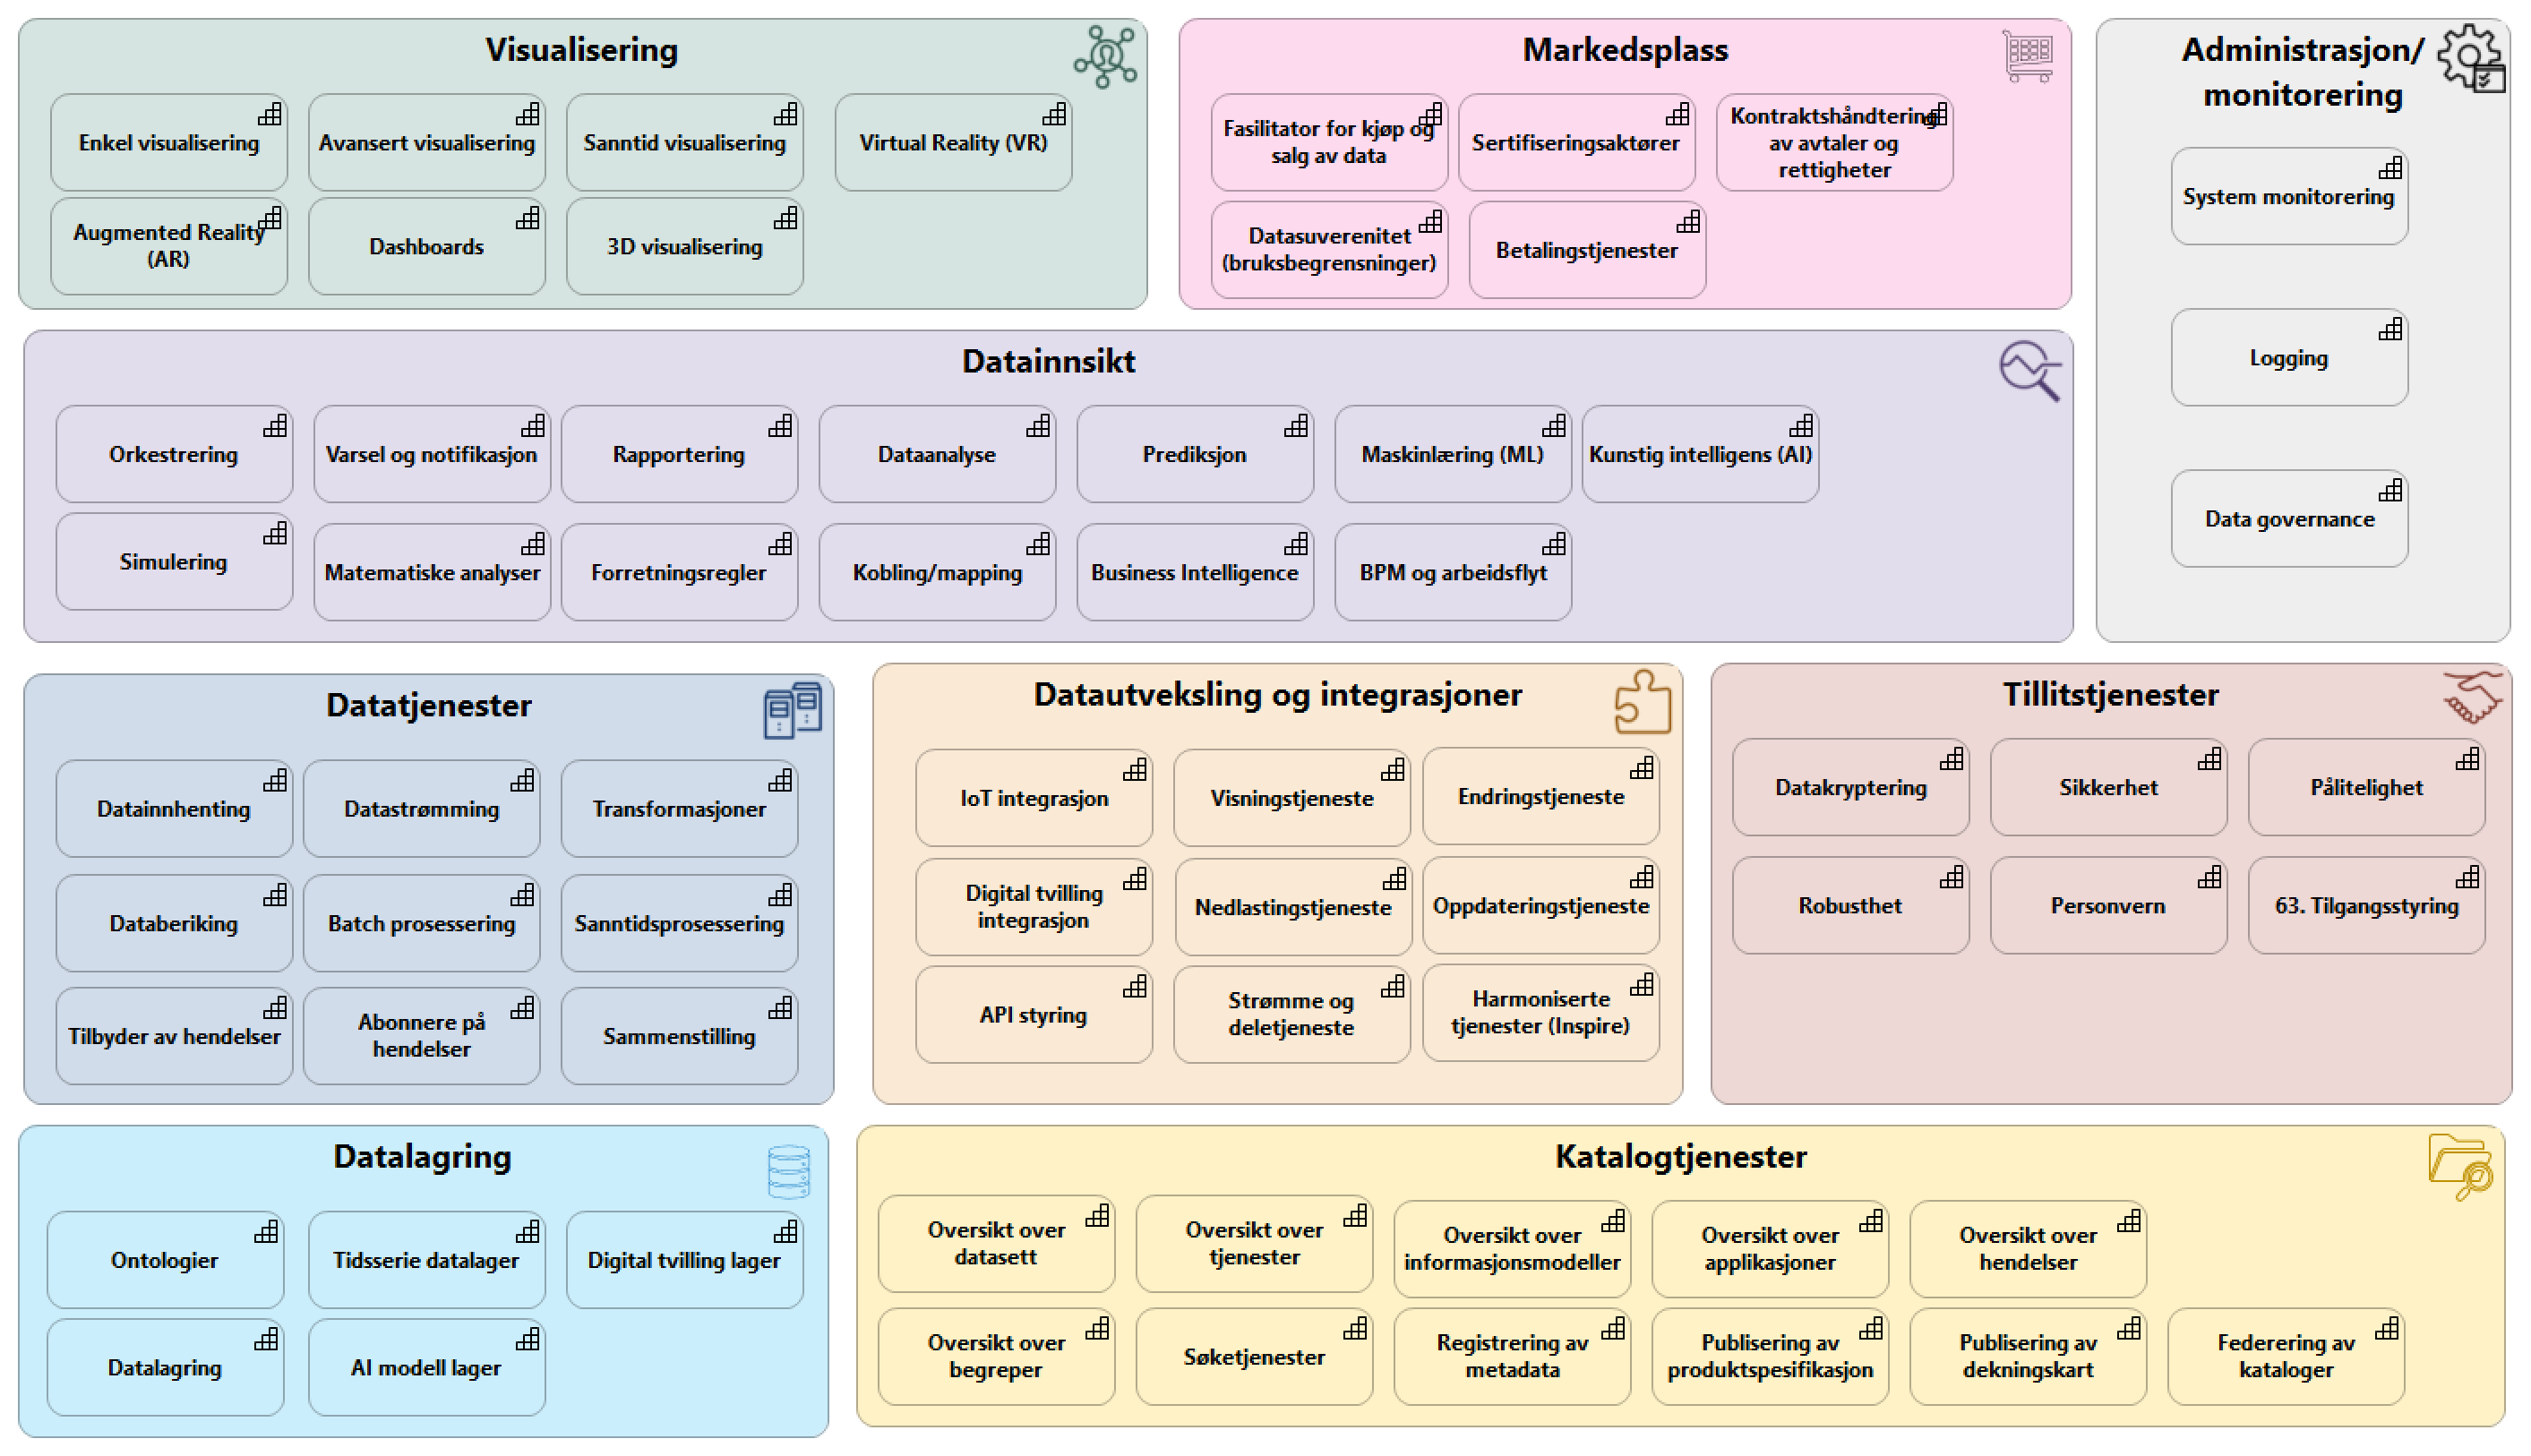 Visualisering
Enkel visualisering
Avansert visualisering
Sanntid visualisering
Virtual Reality (VR)
Augmented Reality
(AR)
Dashboards
3D visualisering
Markedsplass
Fasilitator for kjøp og
salg av data
Sertifiseringsaktører
Kontraktshåndtering
av avtaler og
rettigheter
Datasuverenitet
(bruksbegrensninger)
Betalingstjenester
Administrasjon/
monitorering
System monitorering
Logging
Data governance
Datainnsikt
Orkestrering
Varsel og notifikasjon
Rapportering
Dataanalyse
Prediksjon
Maskinlæring (ML)
Kunstig intelligens (AI)
Simulering
Matematiske analyser
Forretningsregler
Kobling/mapping
Business Intelligence
BPM og arbeidsflyt
Datatjenester
Datainnhenting
Datastrømming
Transformasjoner
Databeriking
Batch prosessering
Sanntidsprosessering
Tilbyder av hendelser
Abonnere på
hendelser
Sammenstilling
Datautveksling og integrasjoner
IoT integrasjon
Visningstjeneste
Endringstjeneste
Digital tvilling
integrasjon
Nedlastingstjeneste
Oppdateringstjeneste
API styring
Strømme og
deletjeneste
Harmoniserte
tjenester (Inspire)
Tillitstjenester
Datakryptering
Sikkerhet
Pålitelighet
Robusthet
Personvern
63. Tilgangsstyring
Datalagring
Ontologier
Tidsserie datalager
Digital tvilling lager
Datalagring
AI modell lager
Katalogtjenester
Oversikt over
datasett
Oversikt over
tjenester
Oversikt over
informasjonsmodeller
Oversikt over
applikasjoner
Oversikt over
hendelser
Oversikt over
begreper
Søketjenester
Registrering av
metadata
Publisering av
produktspesifikasjon
Publisering av
dekningskart
Federering av
kataloger